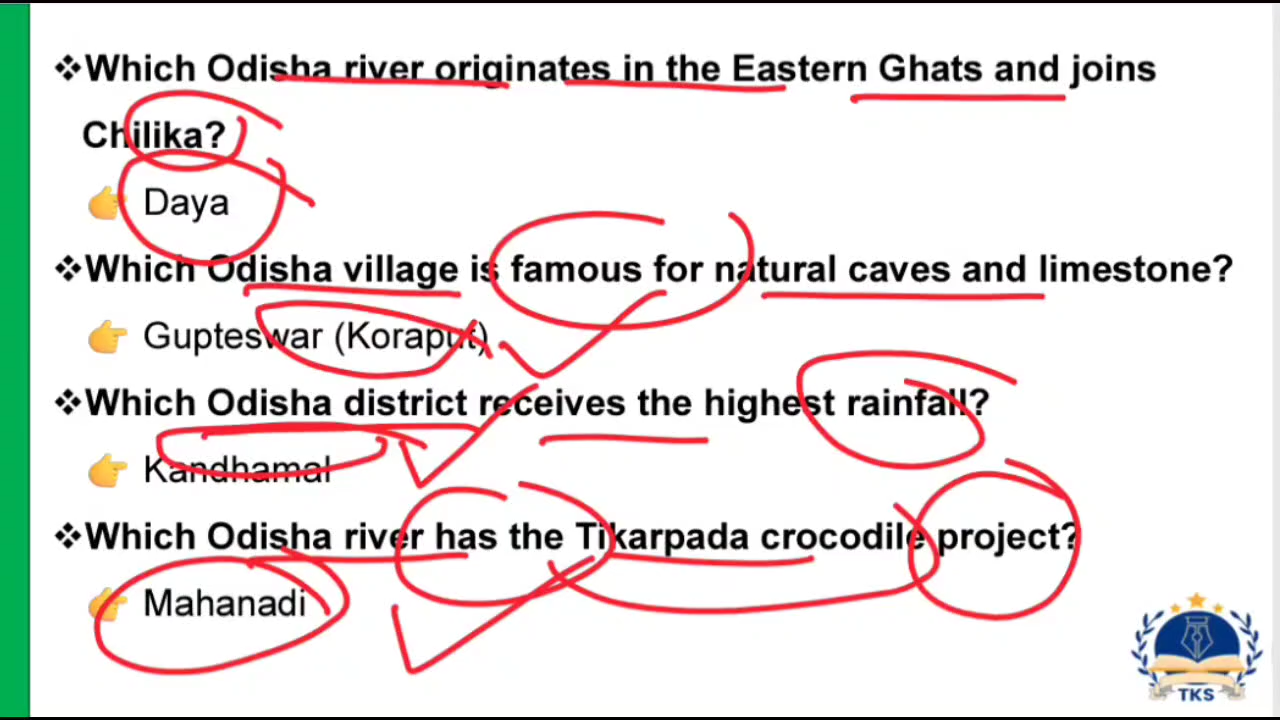 ❖Which Odisha river originates in the Eastern Ghats and joins
Chilika?
👉 Daya
❖Which Odisha village is famous for natural caves and limestone?
👉 Gupteswar (Koraput)
❖Which Odisha district receives the highest rainfall?
👉 Kandhamal
❖Which Odisha river has the Tikarpada crocodile project?
👉 Mahanadi
TKS